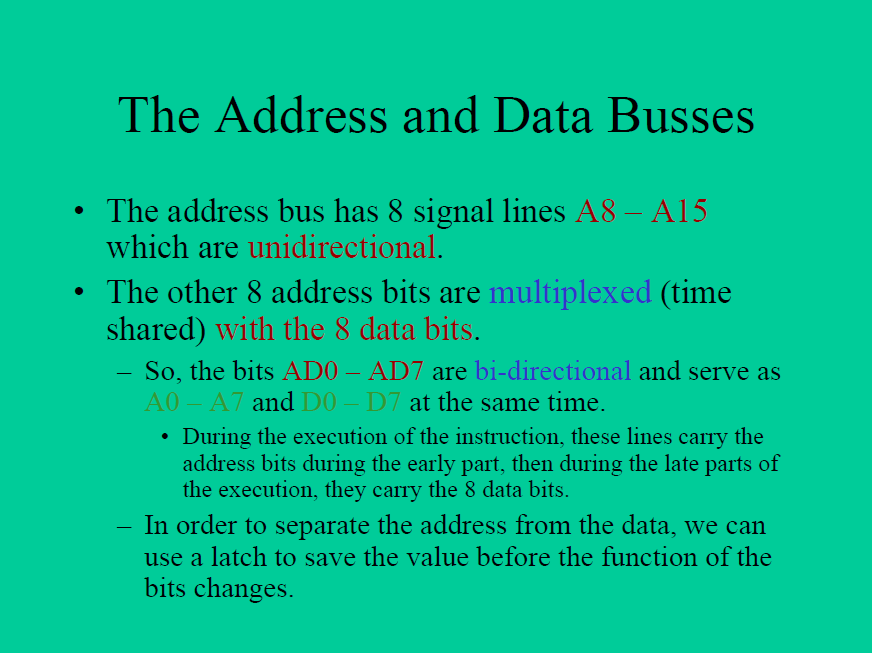 The Address and Data Busses
• The address bus has 8 signal lines A8 – A15
which are unidirectional.
• The other 8 address bits are multiplexed (time
shared) with the 8 data bits.
– So, the bits AD0 – AD7 are bi-directional and serve as
A0 – A7 and D0 – D7 at the same time.
• During the execution of the instruction, these lines carry the
address bits during the early part, then during the late parts of
the execution, they carry the 8 data bits.
– In order to separate the address from the data, we can
use a latch to save the value before the function of the
bits changes.